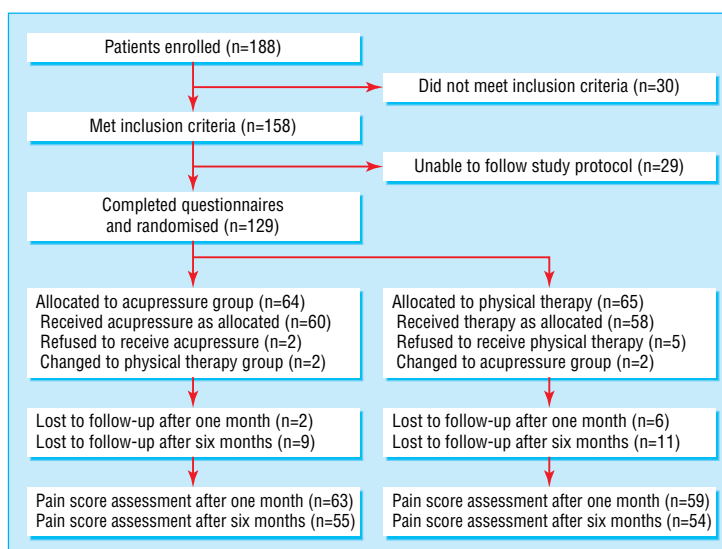 Patients enrolled (n=188)
Did not meet inclusion criteria (n=30)
Met inclusion criteria (n=158)
Unable to follow study protocol (n=29)
Completed questionnaires
and randomised (n=129)
Allocated to acupressure group (n=64)
Received acupressure as allocated (n=60)
Refused to receive acupressure (n=2)
Changed to physical therapy group (n=2)
Allocated to physical therapy (n=65)
Received therapy as allocated (n=58)
Refused to receive physical therapy (n=5)
Changed to acupressure group (n=2)
Lost to follow-up after one month (n=2)
Lost to follow-up after six months (n=9)
Lost to follow-up after one month (n=6)
Lost to follow-up after six months (n=11)
Pain score assessment after one month (n=63)
Pain score assessment after six months (n=55)
Pain score assessment after one month (n=59)
Pain score assessment after six months (n=54)